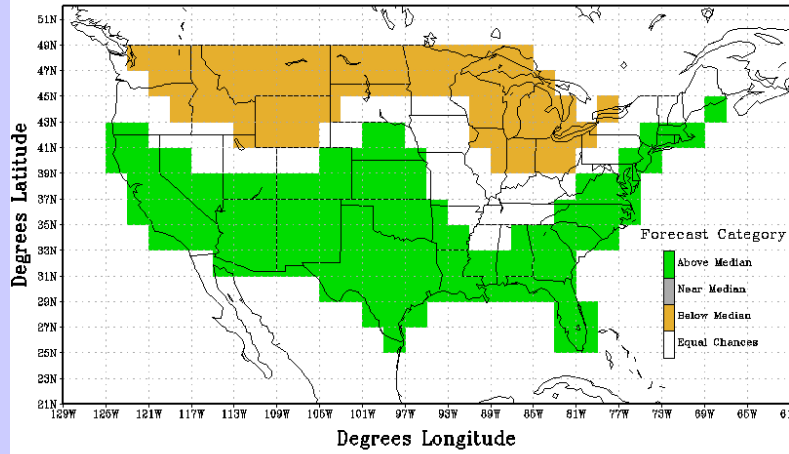 51N
49N
47N
45N
43N
41N
39N
37N
35N
33N
31N
29N
27N
25N
23N
21N
Degrees Latitude
Forecast Category
Above Median
Near Median
Below Median
Equal Chances
129W 125W 121W 117W 113W 109W 105W 101W 97W 93W 89W 85W 81W 77W 73W 69W 65W 61
Degrees Longitude